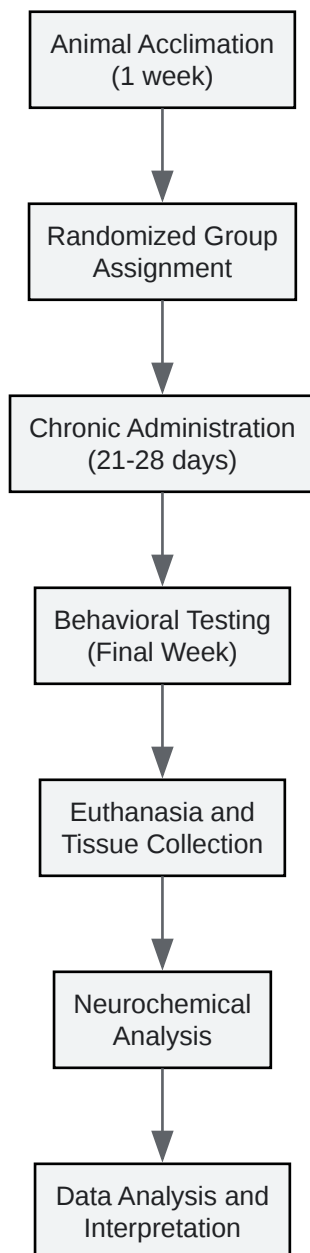 Animal Acclimation
(1 week)
Randomized Group
Assignment
Chronic Administration
(21-28 days)
Behavioral Testing
(Final Week)
Euthanasia and
Tissue Collection
Neurochemical
Analysis
Data Analysis and
Interpretation